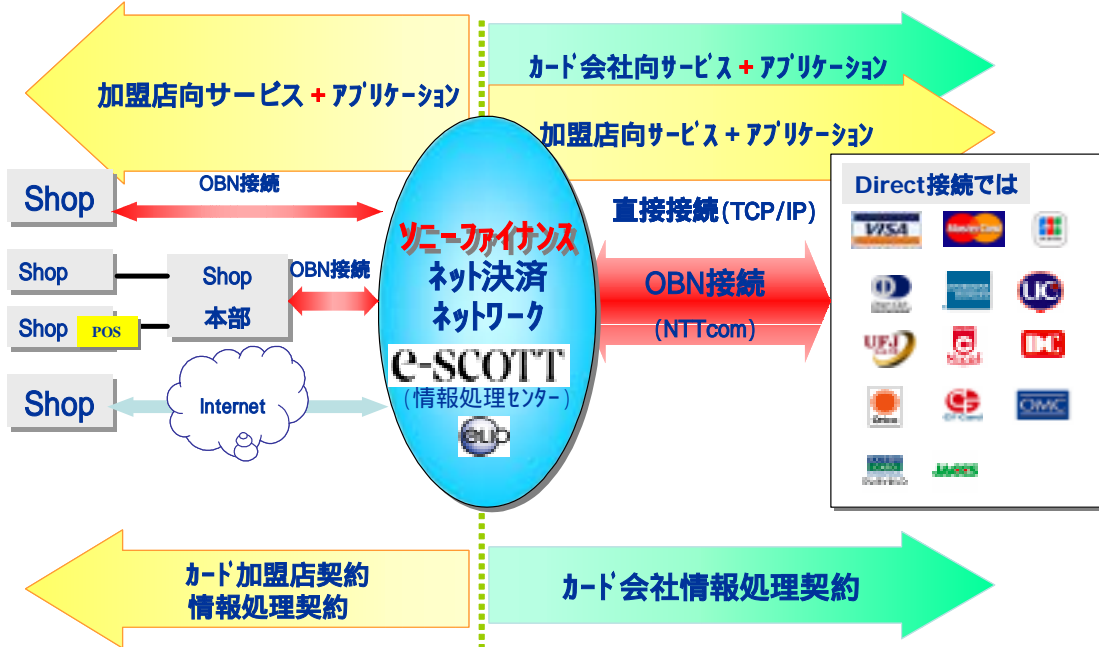 カード会社向サービス + アプリケーション
加盟店向サービス + アプリケーション
加盟店向サービス + アプリケーション
Direct接続では
OBN接続
Shop
直接接続(TCP/IP)
VISA
MasterCard
JCB
ソニーファイナンス
Shop
Shop
本部
OBN接続
ネット決済
ネットワーク
OBN接続
(NTTcom)
UC
Shop
POS
UFJ
e-SCOTT
(情報処理センター)
Shop
Internet
Orico
OMC
eLIO
JACCS
カード加盟店契約
情報処理契約
カード会社情報処理契約